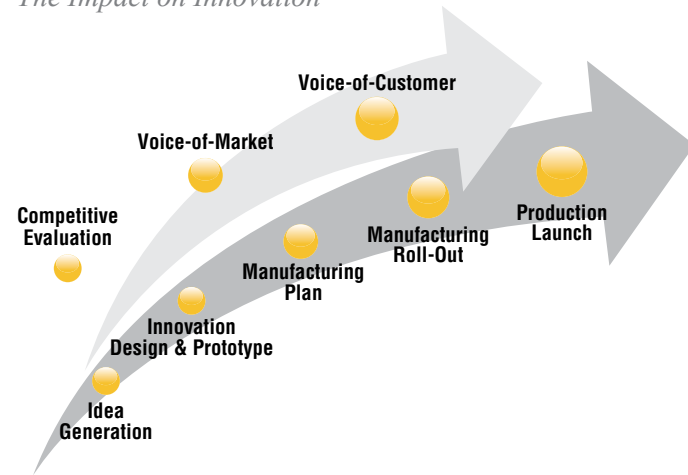 The Impact on Innovation
Voice-of-Customer
Voice-of-Market
Competitive
Evaluation
Production
Launch
Manufacturing
Roll-Out
Manufacturing
Plan
Innovation
Design & Prototype
Idea
Generation